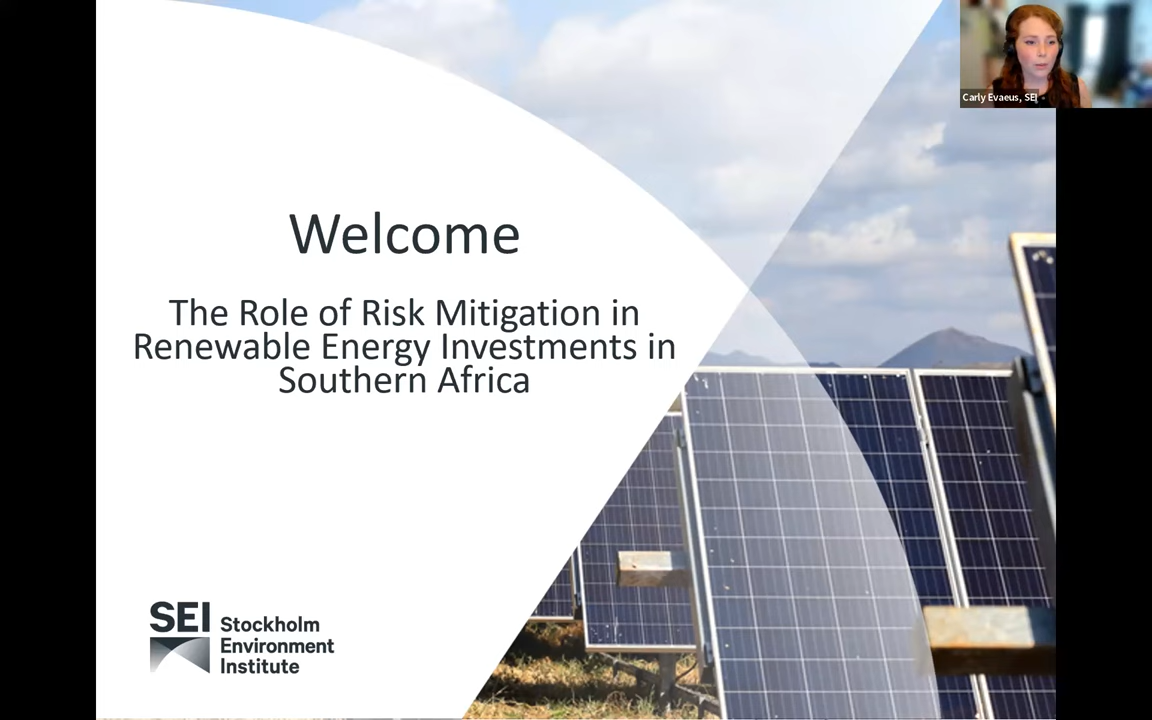 Carly Evaeus, SEI
Welcome
The Role of Risk Mitigation in
Renewable Energy Investments in
Southern Africa
SEI Stockholm
Environment
Institute